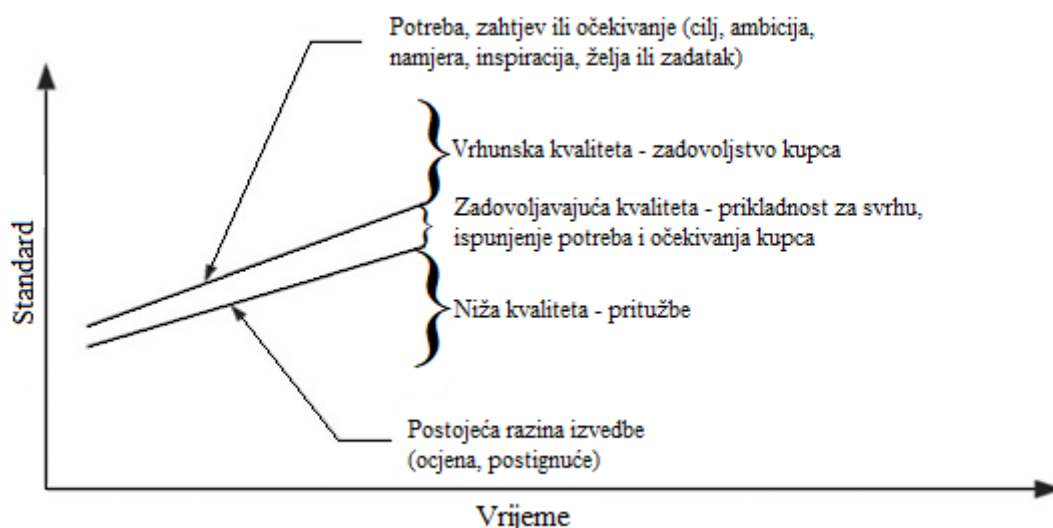 Potreba, zahtjev ili očekivanje (cilj, ambicija,
namjera, inspiracija, želja ili zadatak)
Vrhunska kvaliteta - zadovoljstvo kupca
Zadovoljavajuća kvaliteta - prikladnost za svrhu,
ispunjenje potreba i očekivanja kupca
Standard
Niža kvaliteta - pritužbe
Postojeća razina izvedbe
(ocjena, postignuće)
Vrijeme